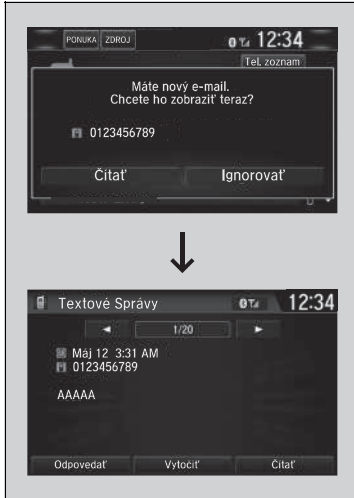 PONUKA ZDROJ 12:34
Tel. zoznam
Máte nový e-mail.
Chcete ho zobraziť teraz?
0123456789
Čítať Ignorovať
Textové Správy 12:34
1/20
Máj 12 3:31 AM
0123456789
AAAAA
Odpovedať Vytočiť Čítať